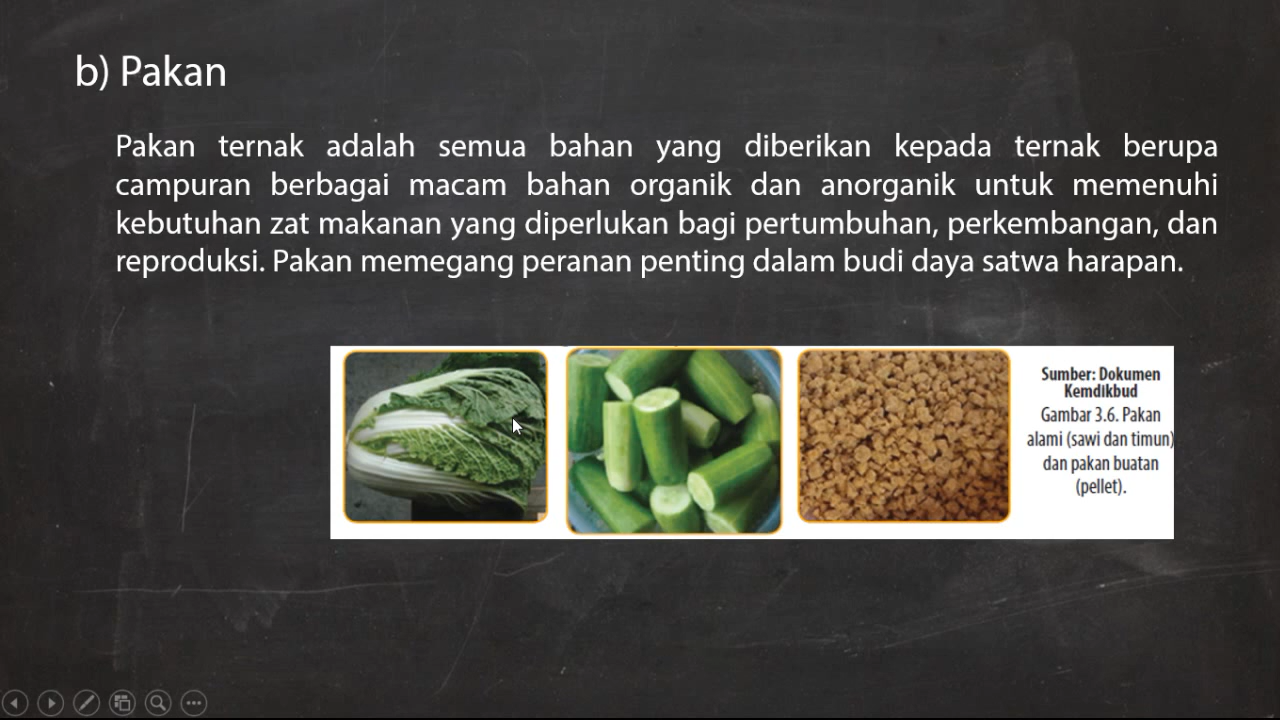 b) Pakan
Pakan ternak adalah semua bahan yang diberikan kepada ternak berupa
campuran berbagai macam bahan organik dan anorganik untuk memenuhi
kebutuhan zat makanan yang diperlukan bagi pertumbuhan, perkembangan, dan
reproduksi. Pakan memegang peranan penting dalam budi daya satwa harapan.
Sumber: Dokumen
Kemdikbud
Gambar 3.6. Pakan
alami (sawi dan timun)
dan pakan buatan
(pellet).